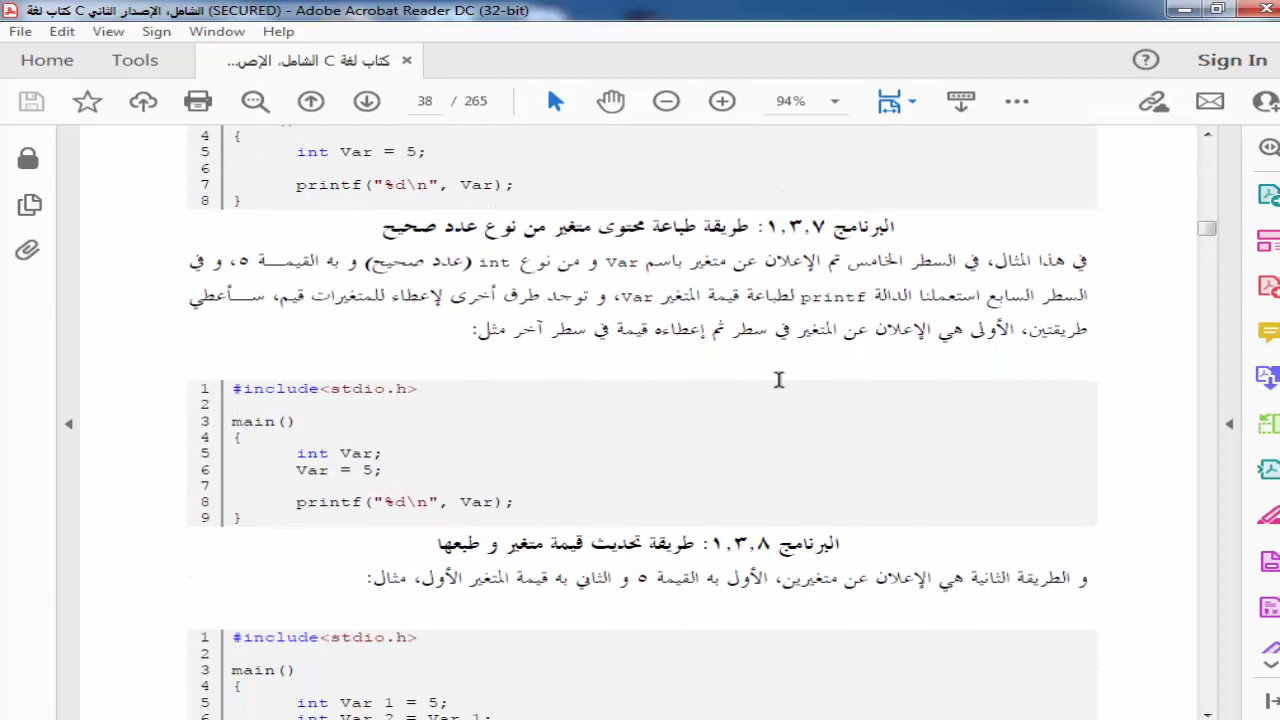 كتاب لغة C الشامل، الإصدار الثاني (SECURED) - Adobe Acrobat Reader DC (32-bit)
File Edit View Sign Window Help
Home Tools كتاب لغة C الشامل، الإص... × Sign In
38 / 265 94%
4 {
5 int Var = 5;
6
7 printf("%d\n", Var);
8 }
البرنامج ١,٣,٧: طريقة طباعة محتوى متغير من نوع عدد صحيح
في هذا المثال، في السطر الخامس تم الإعلان عن متغير باسم Var و من نوع int (عدد صحيح) و به القيمة ٥، و في
السطر السابع استعملنا الدالة printf لطباعة قيمة المتغير Var، و توجد طرق أخرى لإعطاء للمتغيرات قيم، سأعطي
طريقتين، الأولى هي الإعلان عن المتغير في سطر ثم إعطاءه قيمة في سطر آخر مثل:
1 #include<stdio.h>
2
3 main()
4 {
5 int Var;
6 Var = 5;
7
8 printf("%d\n", Var);
9 }
البرنامج ١,٣,٨: طريقة تحديث قيمة متغير و طبعها
و الطريقة الثانية هي الإعلان عن متغيرين، الأول به القيمة ٥ و الثاني به قيمة المتغير الأول، مثال:
1 #include<stdio.h>
2
3 main()
4 {
5 int Var_1 = 5;
6 int Var_2 = Var_1;